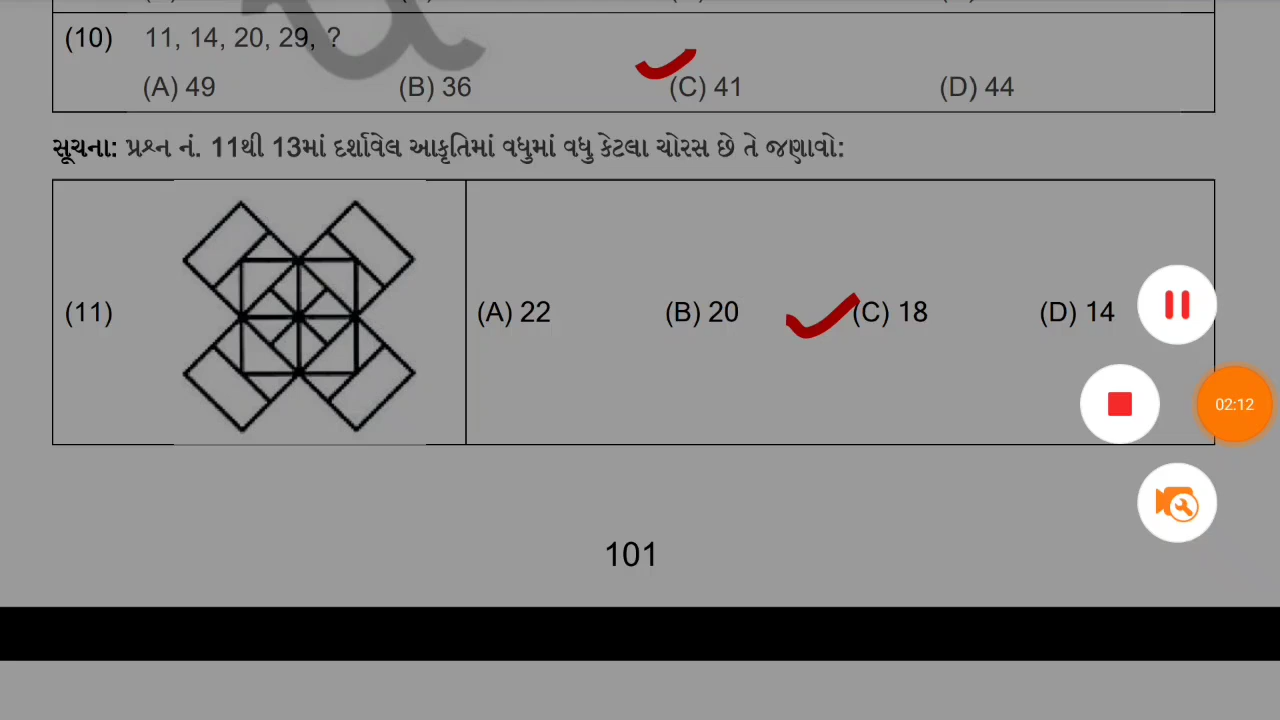 (10) 11, 14, 20, 29, ?
(A) 49 (B) 36 (C) 41 (D) 44
સૂચના: પ્રશ્ન નં. 11થી 13માં દર્શાવેલ આકૃતિમાં વધુમાં વધુ કેટલા ચોરસ છે તે જણાવો:
(11) (A) 22 (B) 20 (C) 18 (D) 14
02:12
101